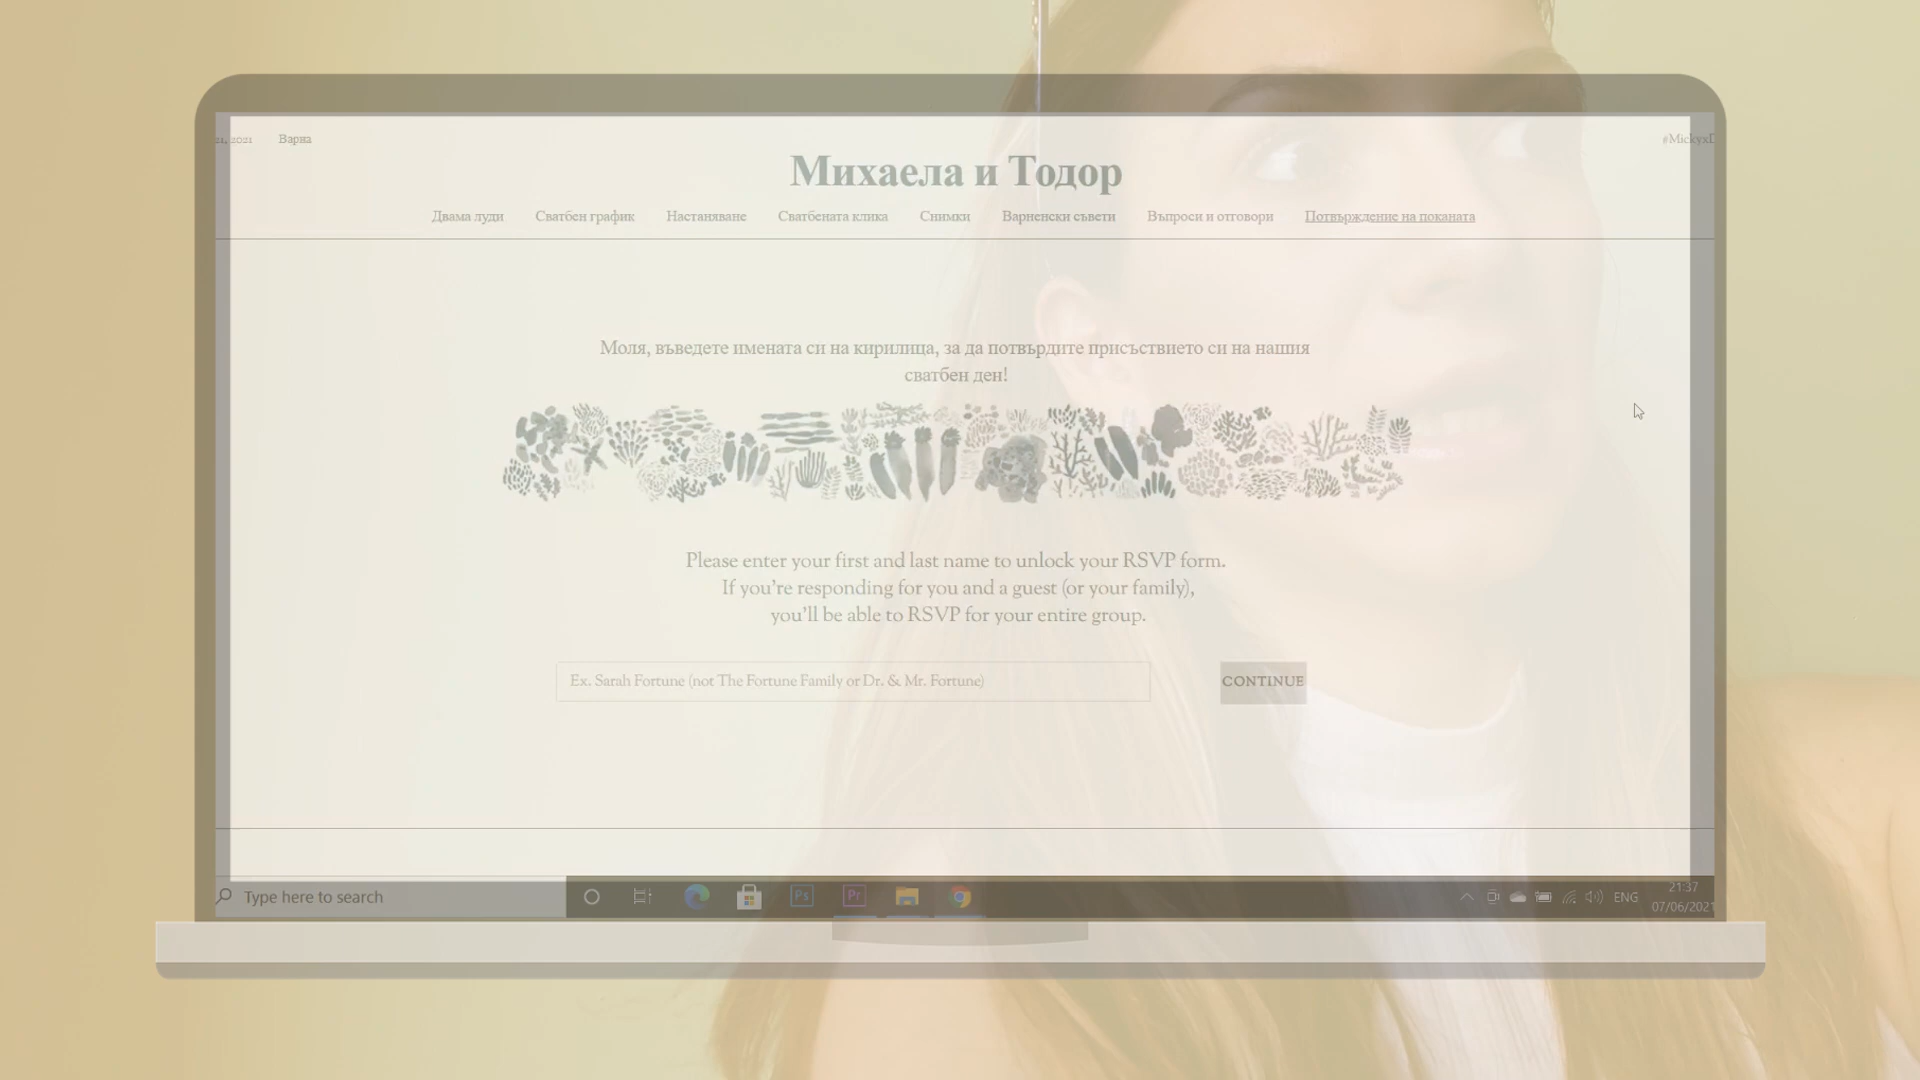 21, 2021 Варна
Михаела и Тодор
Двама луди Сватбен график Настаняване Сватбената клика Снимки Варненски съвети Въпроси и отговори Потвърждение на поканата
Моля, въведете имената си на кирилица, за да потвърдите присъствието си на нашия
сватбен ден!
Please enter your first and last name to unlock your RSVP form.
If you're responding for you and a guest (or your family),
you'll be able to RSVP for your entire group.
Ex. Sarah Fortune (not The Fortune Family or Dr. & Mr. Fortune)
CONTINUE
Type here to search
Ps
Pr
ENG
21:37
07/06/2021